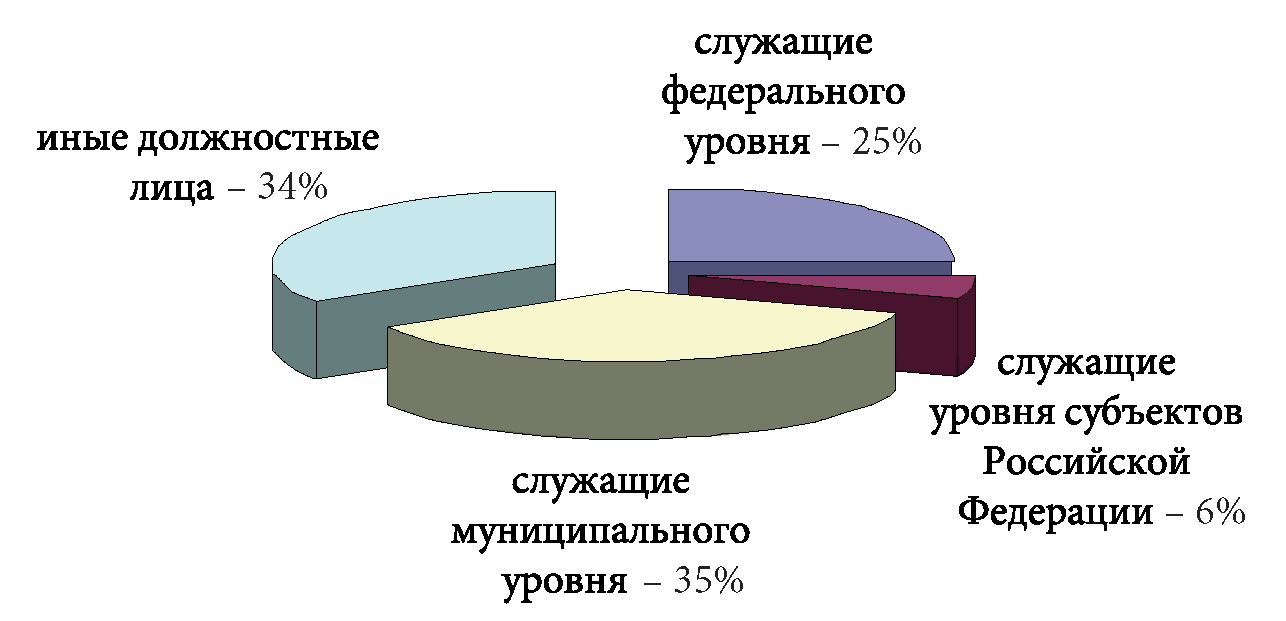 служащие
федерального
уровня – 25%
иные должностные
лица – 34%
служащие
уровня субъектов
Российской
Федерации – 6%
служащие
муниципального
уровня – 35%